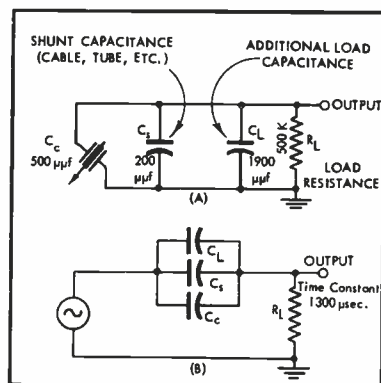 SHUNT CAPACITANCE
(CABLE, TUBE, ETC.)
ADDITIONAL LOAD
CAPACITANCE
OUTPUT
Cc
500 μμf
Cs
200
μμf
CL
1900
μμf
500 K
RL
LOAD
RESISTANCE
(A)
CL
Cs
Cc
OUTPUT
Time Constant
1300 μsec.
RL
(B)